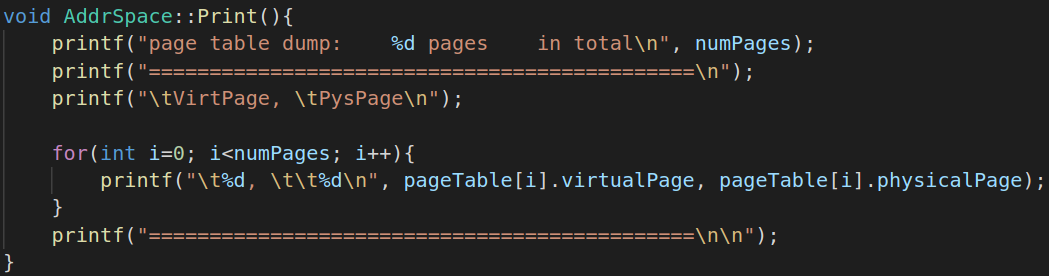 void AddrSpace::Print(){
    printf("page table dump:    %d pages    in total\n", numPages);
    printf("=============================================\n");
    printf("\tVirtPage, \tPysPage\n");

    for(int i=0; i<numPages; i++){
        printf("\t%d, \t\t%d\n", pageTable[i].virtualPage, pageTable[i].physicalPage);
    }
    printf("=============================================\n\n");
}